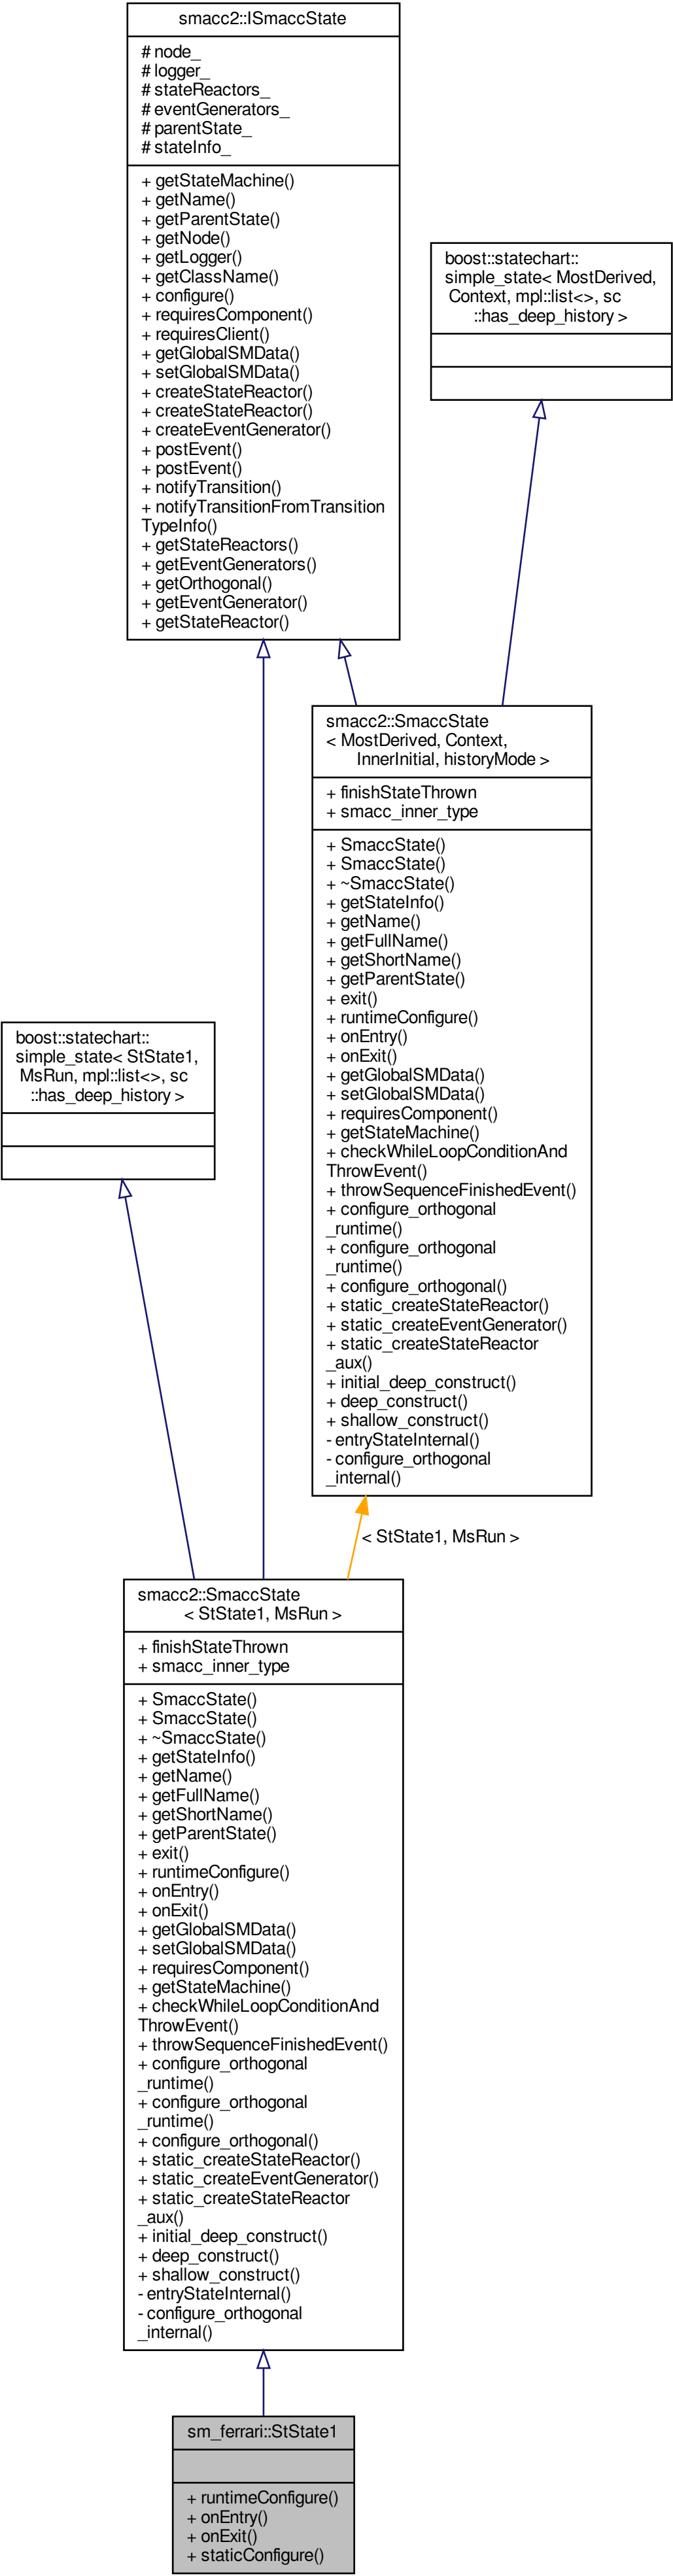 smacc2::ISmaccState
# node_
# logger_
# stateReactors_
# eventGenerators_
# parentState_
# stateInfo_
+ getStateMachine()
+ getName()
+ getParentState()
+ getNode()
+ getLogger()
+ getClassName()
+ configure()
+ requiresComponent()
+ requiresClient()
+ getGlobalSMData()
+ setGlobalSMData()
+ createStateReactor()
+ createStateReactor()
+ createEventGenerator()
+ postEvent()
+ postEvent()
+ notifyTransition()
+ notifyTransitionFromTransition
TypeInfo()
+ getStateReactors()
+ getEventGenerators()
+ getOrthogonal()
+ getEventGenerator()
+ getStateReactor()
boost::statechart::
simple_state< MostDerived,
Context, mpl::list<>, sc
::has_deep_history >
smacc2::SmaccState
< MostDerived, Context,
InnerInitial, historyMode >
+ finishStateThrown
+ smacc_inner_type
+ SmaccState()
+ SmaccState()
+ ~SmaccState()
+ getStateInfo()
+ getName()
+ getFullName()
+ getShortName()
+ getParentState()
+ exit()
+ runtimeConfigure()
+ onEntry()
+ onExit()
+ getGlobalSMData()
+ setGlobalSMData()
+ requiresComponent()
+ getStateMachine()
+ checkWhileLoopConditionAnd
ThrowEvent()
+ throwSequenceFinishedEvent()
+ configure_orthogonal
_runtime()
+ configure_orthogonal
_runtime()
+ configure_orthogonal()
+ static_createStateReactor()
+ static_createEventGenerator()
+ static_createStateReactor
_aux()
+ initial_deep_construct()
+ deep_construct()
+ shallow_construct()
- entryStateInternal()
- configure_orthogonal
_internal()
boost::statechart::
simple_state< StState1,
MsRun, mpl::list<>, sc
::has_deep_history >
< StState1, MsRun >
smacc2::SmaccState
< StState1, MsRun >
+ finishStateThrown
+ smacc_inner_type
+ SmaccState()
+ SmaccState()
+ ~SmaccState()
+ getStateInfo()
+ getName()
+ getFullName()
+ getShortName()
+ getParentState()
+ exit()
+ runtimeConfigure()
+ onEntry()
+ onExit()
+ getGlobalSMData()
+ setGlobalSMData()
+ requiresComponent()
+ getStateMachine()
+ checkWhileLoopConditionAnd
ThrowEvent()
+ throwSequenceFinishedEvent()
+ configure_orthogonal
_runtime()
+ configure_orthogonal
_runtime()
+ configure_orthogonal()
+ static_createStateReactor()
+ static_createEventGenerator()
+ static_createStateReactor
_aux()
+ initial_deep_construct()
+ deep_construct()
+ shallow_construct()
- entryStateInternal()
- configure_orthogonal
_internal()
sm_ferrari::StState1
+ runtimeConfigure()
+ onEntry()
+ onExit()
+ staticConfigure()